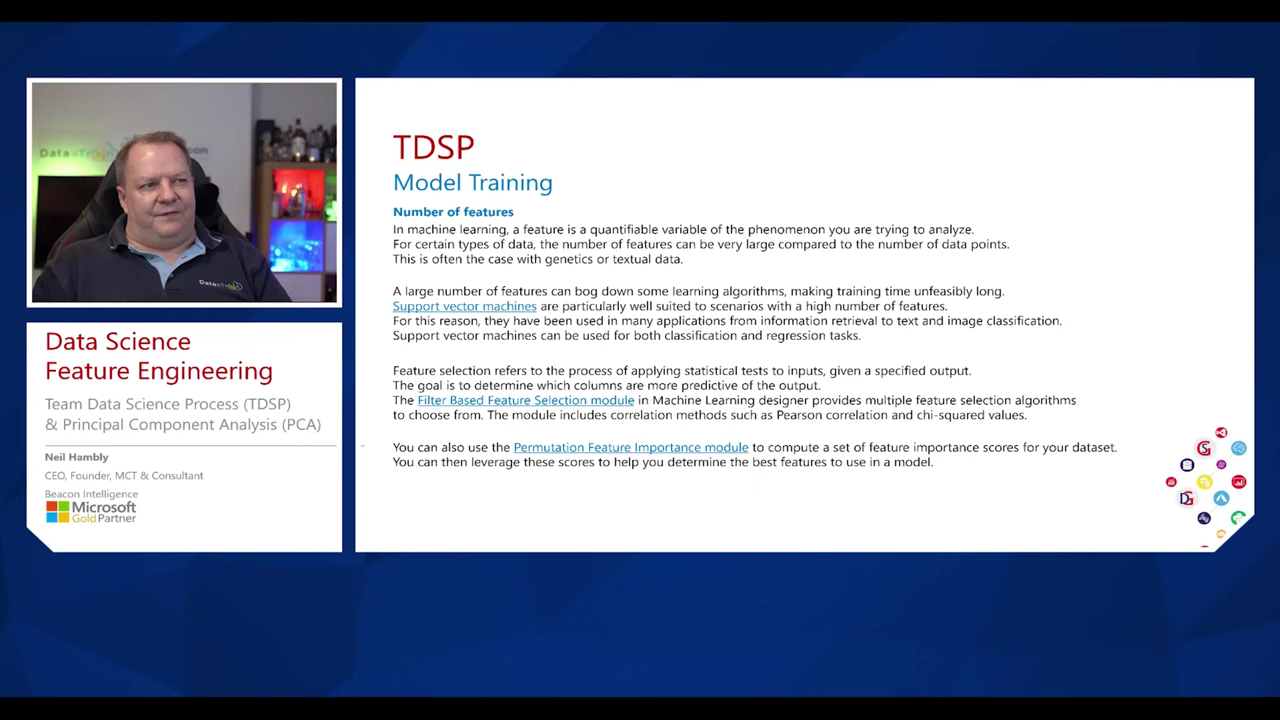 TDSP
Model Training
Number of features
In machine learning, a feature is a quantifiable variable of the phenomenon you are trying to analyze.
For certain types of data, the number of features can be very large compared to the number of data points.
This is often the case with genetics or textual data.
A large number of features can bog down some learning algorithms, making training time unfeasibly long.
Support vector machines are particularly well suited to scenarios with a high number of features.
For this reason, they have been used in many applications from information retrieval to text and image classification.
Support vector machines can be used for both classification and regression tasks.
Feature selection refers to the process of applying statistical tests to inputs, given a specified output.
The goal is to determine which columns are more predictive of the output.
The Filter Based Feature Selection module in Machine Learning designer provides multiple feature selection algorithms
to choose from. The module includes correlation methods such as Pearson correlation and chi-squared values.
You can also use the Permutation Feature Importance module to compute a set of feature importance scores for your dataset.
You can then leverage these scores to help you determine the best features to use in a model.
Data Science
Feature Engineering
Team Data Science Process (TDSP)
& Principal Component Analysis (PCA)
Neil Hambly
CEO, Founder, MCT & Consultant
Beacon Intelligence
Microsoft
Gold Partner